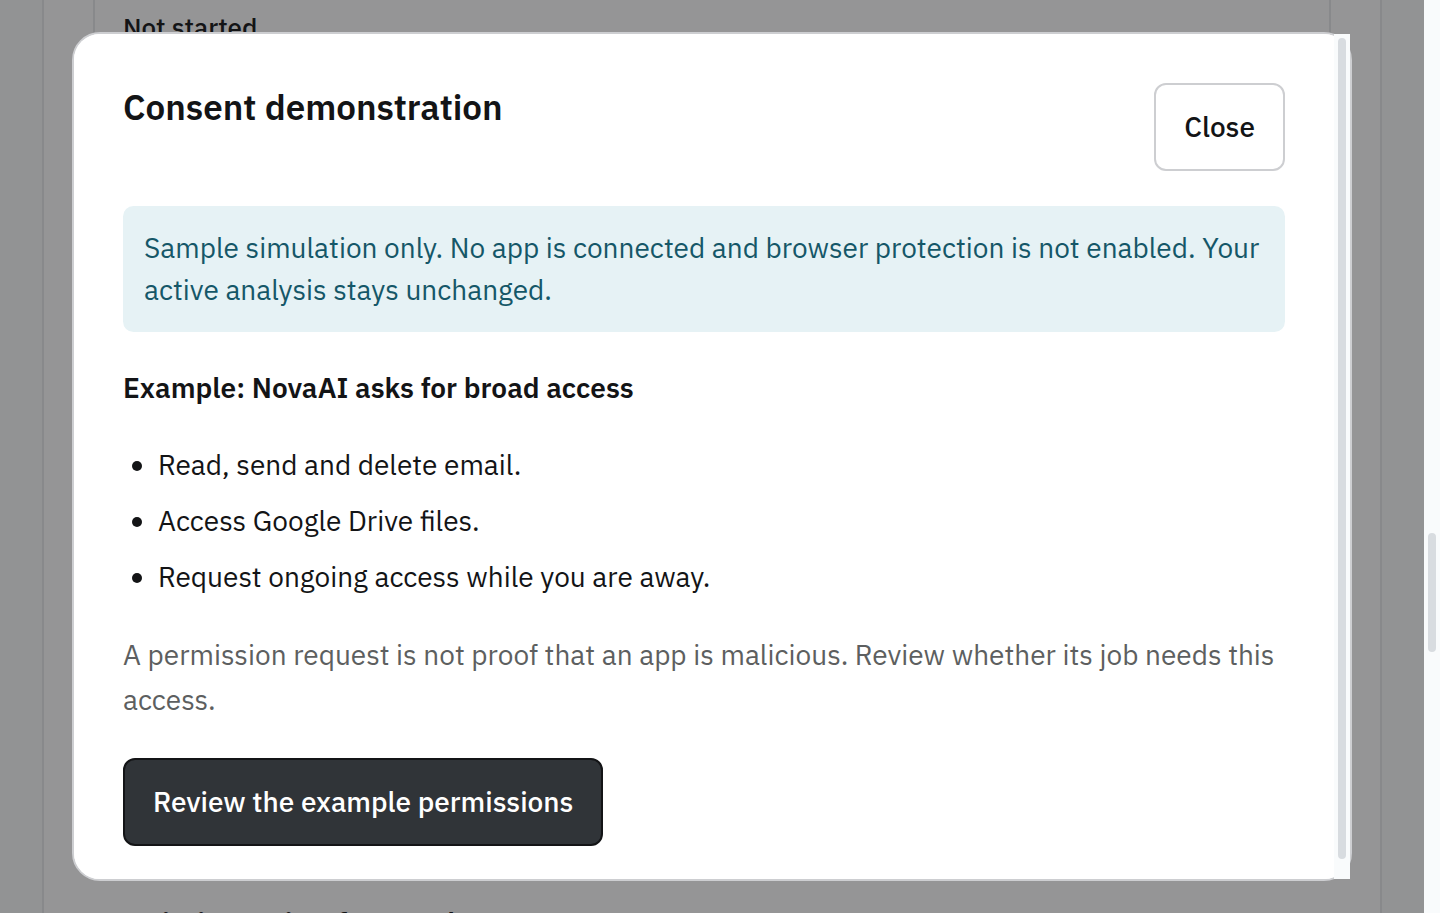 Not started
Consent demonstration
Close
Sample simulation only. No app is connected and browser protection is not enabled. Your
active analysis stays unchanged.
Example: NovaAI asks for broad access
Read, send and delete email.
Access Google Drive files.
Request ongoing access while you are away.
A permission request is not proof that an app is malicious. Review whether its job needs this
access.
Review the example permissions